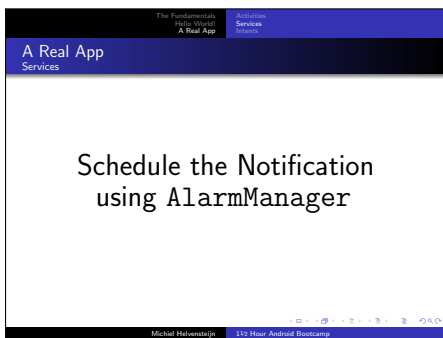 The Fundamentals
Hello World!
A Real App
Activities
Services
Intents
A Real App
Services
Schedule the Notification
using AlarmManager
Michiel Helvensteijn
1½ Hour Android Bootcamp